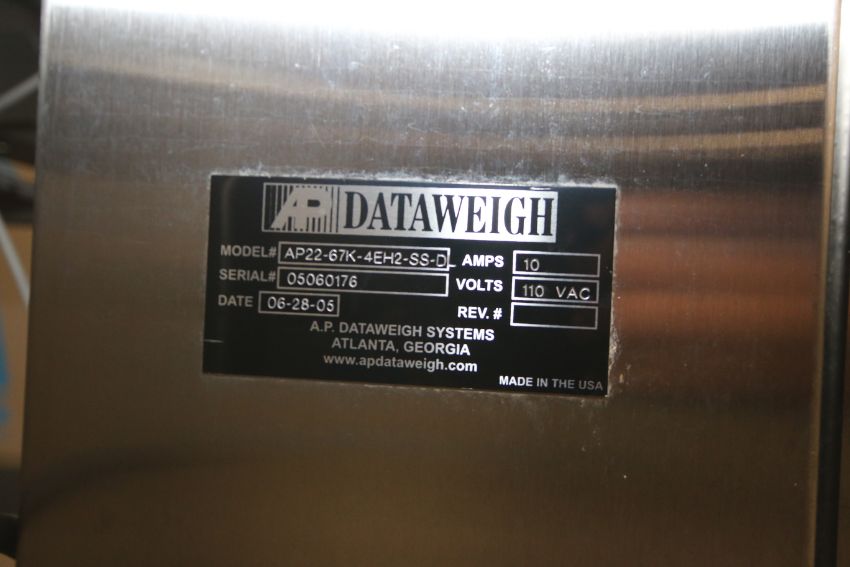 AP DATAWEIGH
MODEL# AP22-67K-4EH2-SS-D AMPS 10
SERIAL# 05060176 VOLTS 110 VAC
DATE 06-28-05 REV. #
A.P. DATAWEIGH SYSTEMS
ATLANTA, GEORGIA
www.apdataweigh.com
MADE IN THE USA